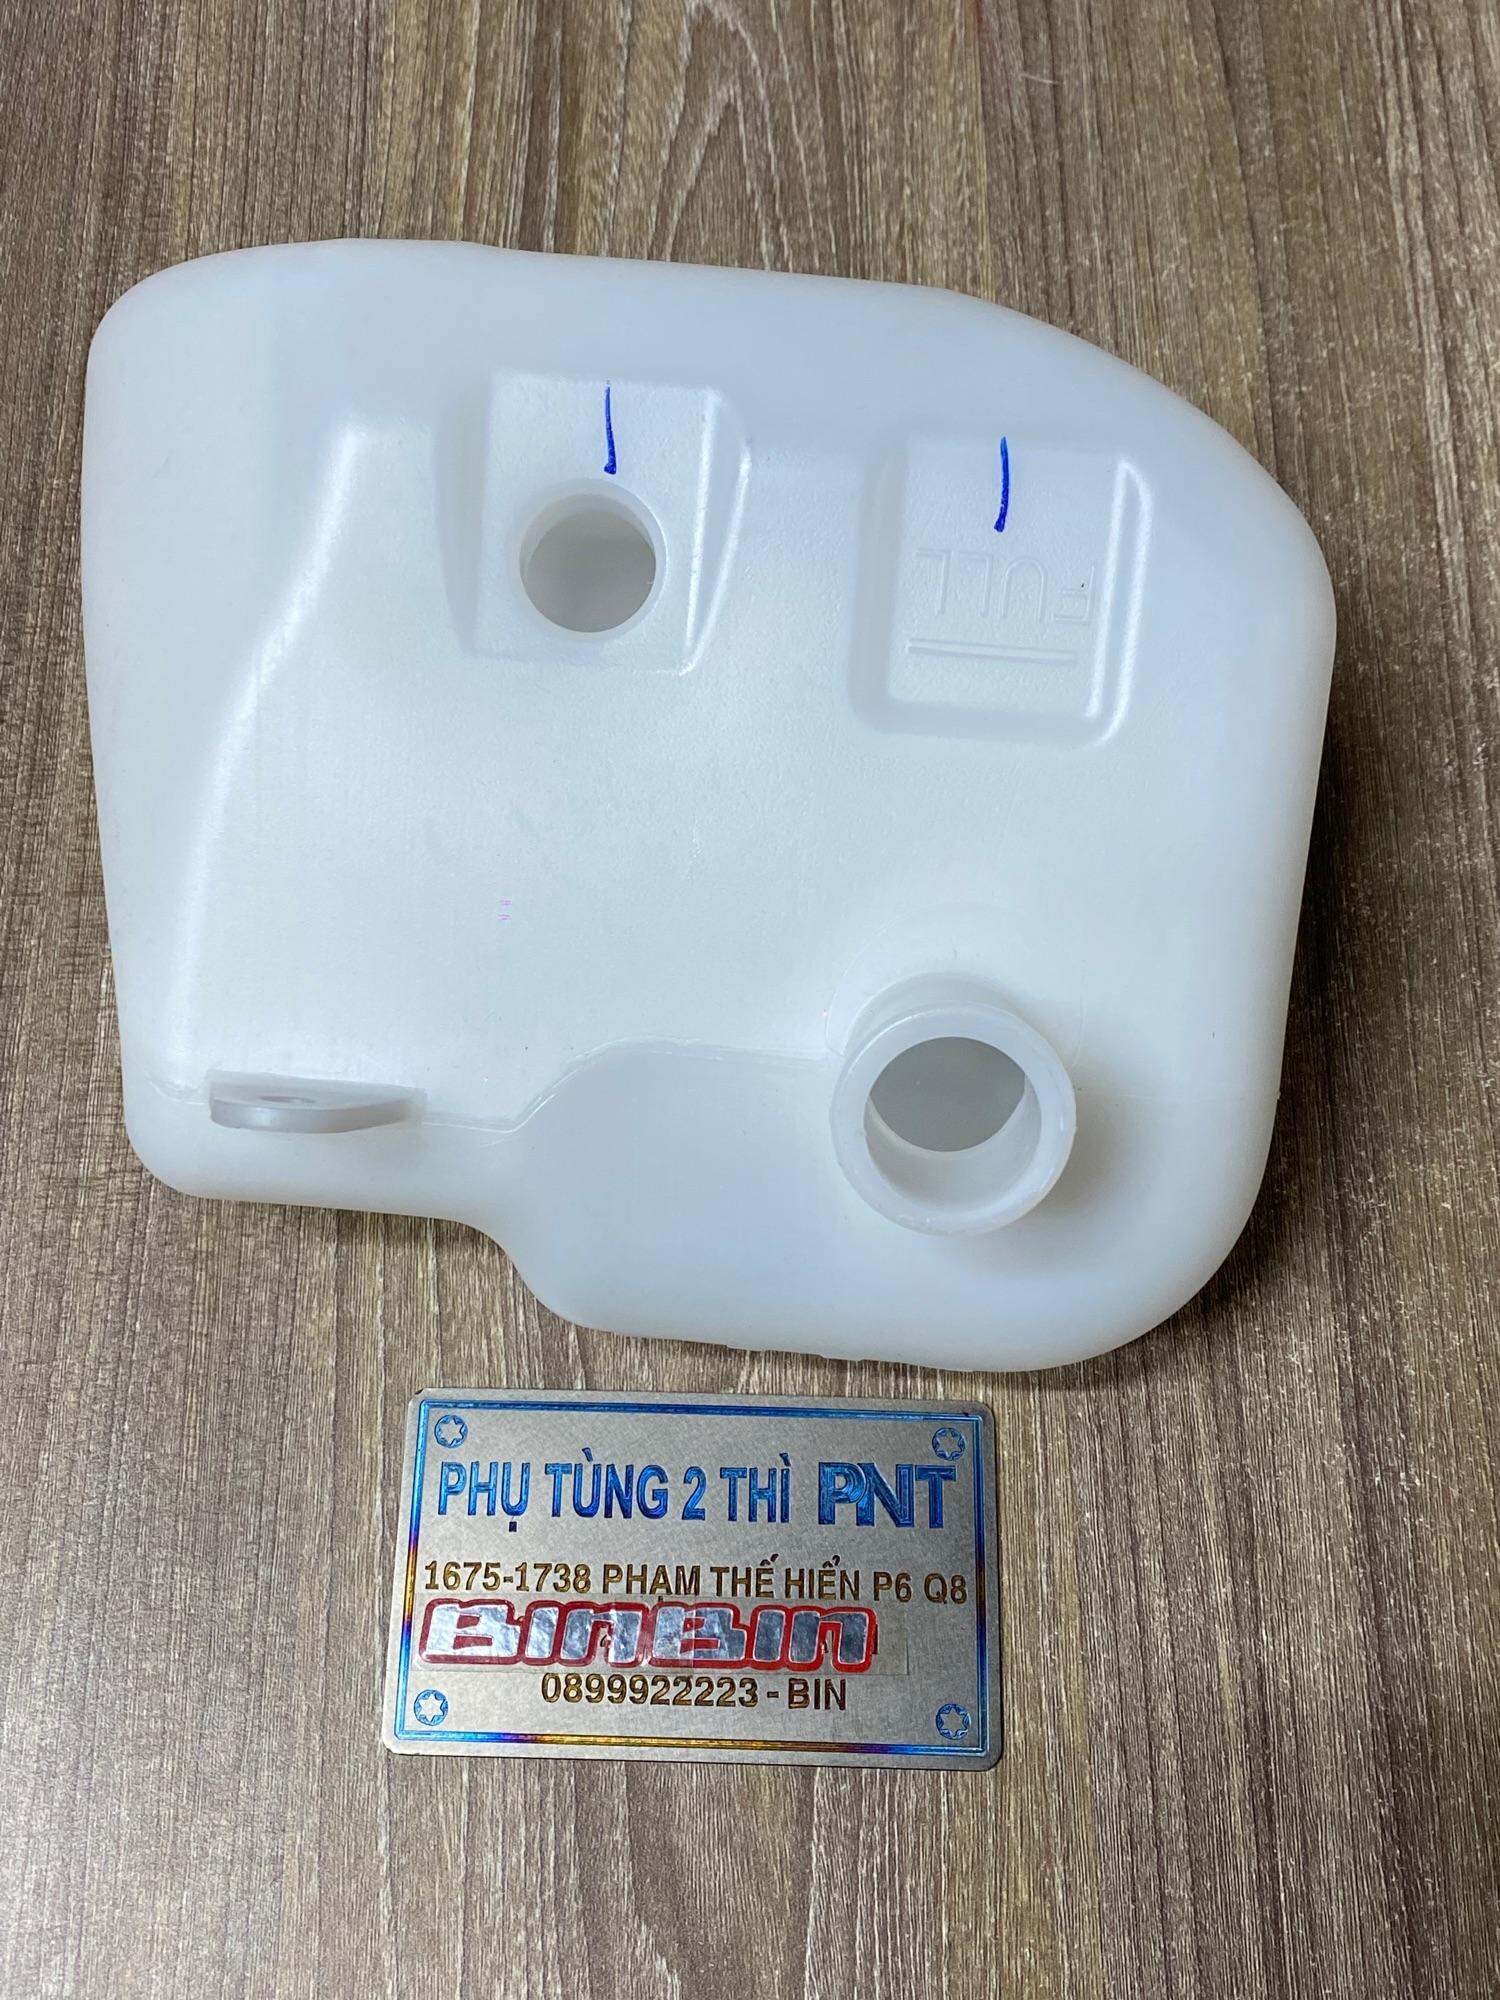 FULL
PHỤ TÙNG 2 THÌ PNT
1675-1738 PHẠM THẾ HIỂN P6 Q8
BINBIN
0899922223 - BIN